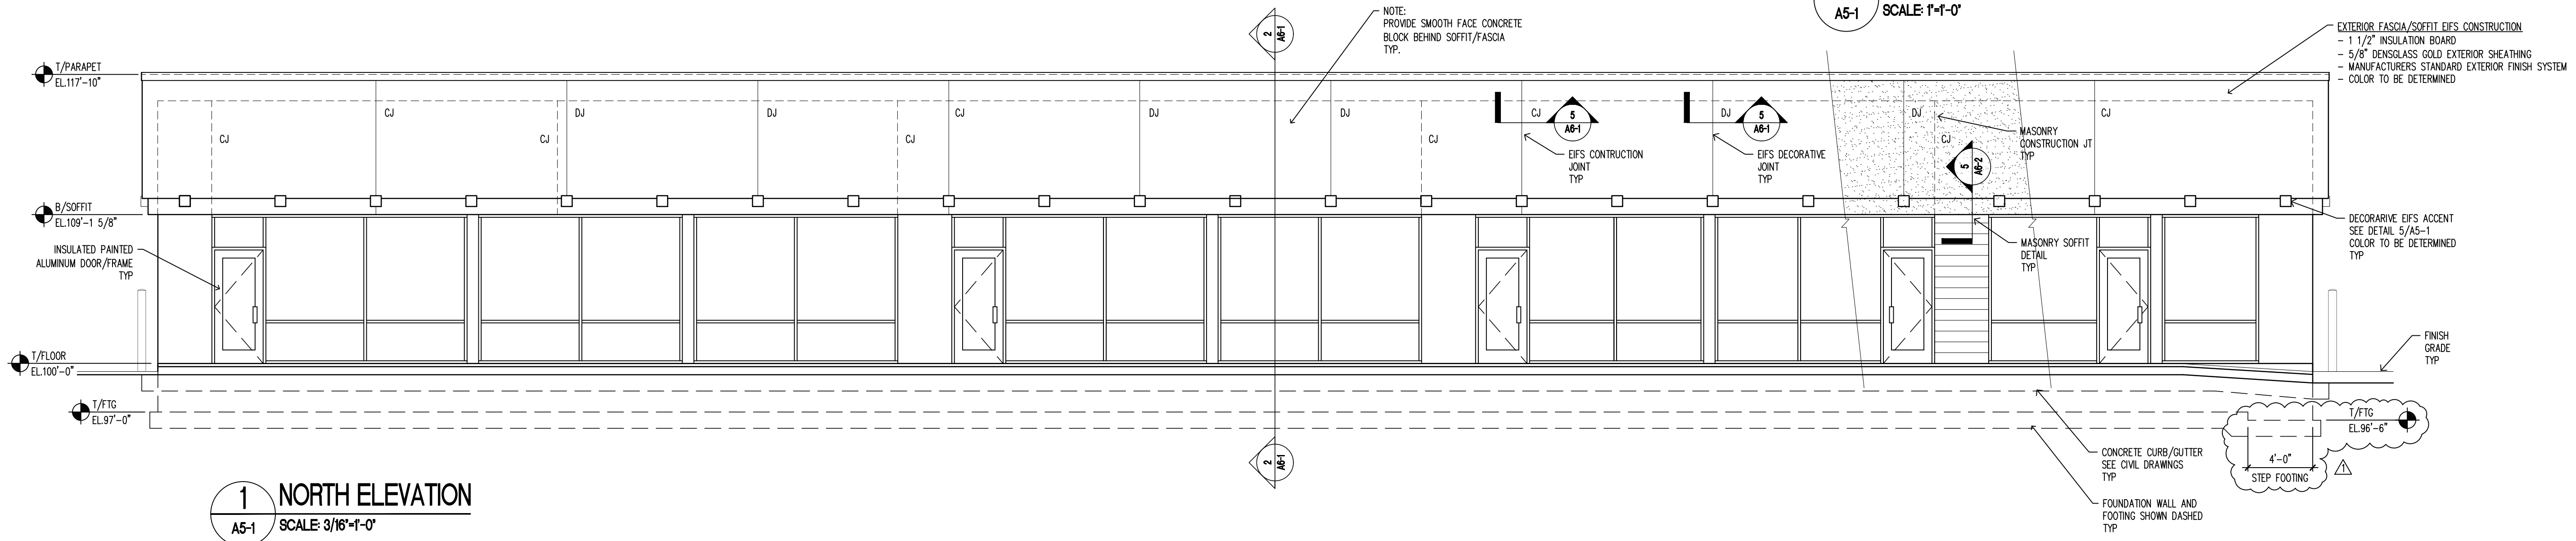 A5-1
SCALE: 1"=1'-0"
NOTE:
PROVIDE SMOOTH FACE CONCRETE
BLOCK BEHIND SOFFIT/FASCIA
TYP.
2
A6-1
EXTERIOR FASCIA/SOFFIT EIFS CONSTRUCTION
- 1 1/2" INSULATION BOARD
- 5/8" DENSGLASS GOLD EXTERIOR SHEATHING
- MANUFACTURERS STANDARD EXTERIOR FINISH SYSTEM
- COLOR TO BE DETERMINED
T/PARAPET
EL.117'-10"
CJ
DJ
DJ
CJ
DJ
DJ
CJ
5
A6-1
DJ
5
A6-1
DJ
CJ
CJ
CJ
CJ
CJ
CJ
MASONRY
CONSTRUCTION JT
TYP
EIFS CONTRUCTION
JOINT
TYP
EIFS DECORATIVE
JOINT
TYP
5
A6-2
B/SOFFIT
EL.109'-1 5/8"
DECORARIVE EIFS ACCENT
SEE DETAIL 5/A5-1
COLOR TO BE DETERMINED
TYP
INSULATED PAINTED
ALUMINUM DOOR/FRAME
TYP
MASONRY SOFFIT
DETAIL
TYP
FINISH
GRADE
TYP
T/FLOOR
EL.100'-0"
T/FTG
EL.97'-0"
T/FTG
EL.96'-6"
2
A6-1
CONCRETE CURB/GUTTER
SEE CIVIL DRAWINGS
TYP
4'-0"
STEP FOOTING
1
FOUNDATION WALL AND
FOOTING SHOWN DASHED
TYP
1
NORTH ELEVATION
A5-1
SCALE: 3/16"=1'-0"